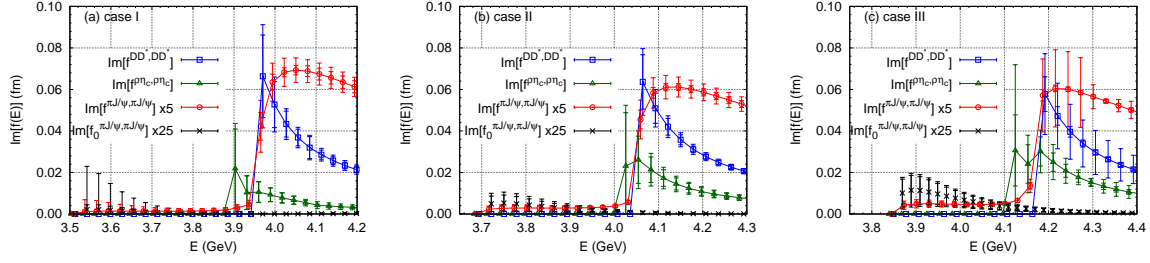 (a) case I
Im[f^{DD^*,DD^*}]
Im[f^{ρη_c,ρη_c}]
Im[f^{πJ/ψ,πJ/ψ}] x5
Im[f_0^{πJ/ψ,πJ/ψ}] x25
Im[f(E)] (fm)
0.10
0.08
0.06
0.04
0.02
0.00
3.5 3.6 3.7 3.8 3.9 4.0 4.1 4.2
E (GeV)
(b) case II
Im[f^{DD^*,DD^*}]
Im[f^{ρη_c,ρη_c}]
Im[f^{πJ/ψ,πJ/ψ}] x5
Im[f_0^{πJ/ψ,πJ/ψ}] x25
Im[f(E)] (fm)
0.10
0.08
0.06
0.04
0.02
0.00
3.7 3.8 3.9 4.0 4.1 4.2 4.3
E (GeV)
(c) case III
Im[f^{DD^*,DD^*}]
Im[f^{ρη_c,ρη_c}]
Im[f^{πJ/ψ,πJ/ψ}] x5
Im[f_0^{πJ/ψ,πJ/ψ}] x25
Im[f(E)] (fm)
0.10
0.08
0.06
0.04
0.02
0.00
3.8 3.9 4.0 4.1 4.2 4.3 4.4
E (GeV)